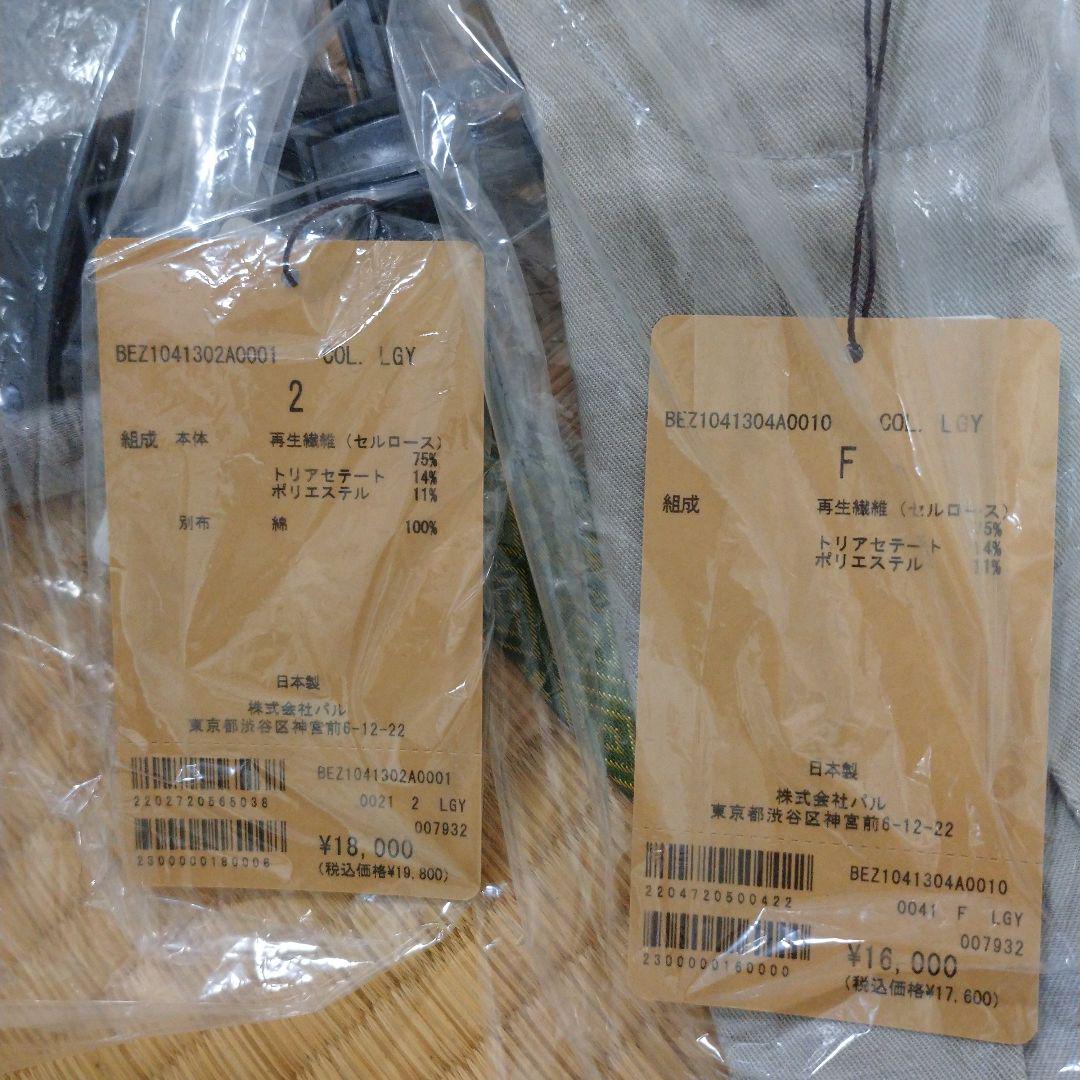 BEZ1041302A0001 COL. LGY
2
組成 本体 再生繊維(セルロース)
75%
トリアセテート 14%
ポリエステル 11%
別布 綿 100%
日本製
株式会社パル
東京都渋谷区神宮前6-12-22
BEZ1041302A0001
2202720565038
0021 2 LGY
007932
¥18,000
2300000180006
(税込価格¥19,800)
BEZ1041304A0010 COL. LGY
F
組成 再生繊維(セルロース)
75%
トリアセテート 14%
ポリエステル 11%
日本製
株式会社パル
東京都渋谷区神宮前6-12-22
BEZ1041304A0010
2204720500422
0041 F LGY
007932
¥16,000
2300000160000
(税込価格¥17,600)